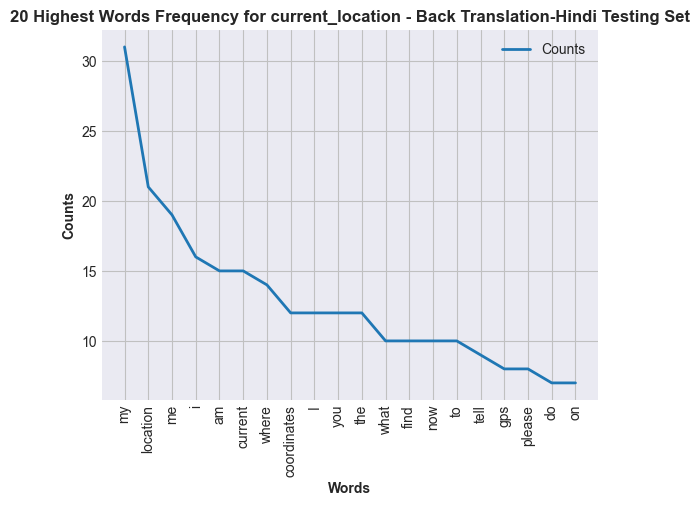 20 Highest Words Frequency for current_location - Back Translation-Hindi Testing Set
Counts
30
25
20
15
10
Counts
my
location
me
i
am
current
where
coordinates
I
you
the
what
find
now
to
tell
gps
please
do
on
Words